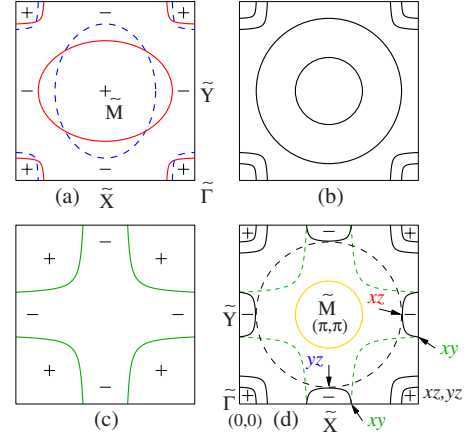 + − +
− + − Ỹ
M̃
+ − +
(a) X̃ Γ̃ (b)
−
+ +
− −
+ +
−
(c)
+ − +
Ỹ − M̃ xz −
(π,π)
yz xy
Γ̃ + − + xz,yz
(0,0) (d) X̃ xy